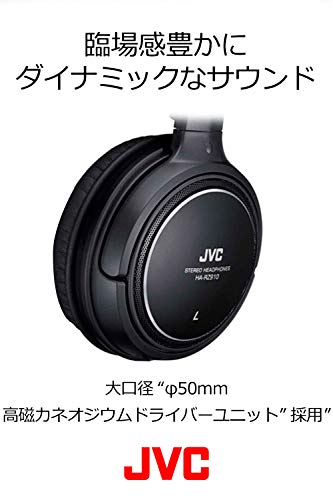 臨場感豊かに
ダイナミックなサウンド
JVC
STEREO HEADPHONES
HA-RZ910
L
大口径“φ50mm
高磁力ネオジウムドライバーユニット”採用”
JVC